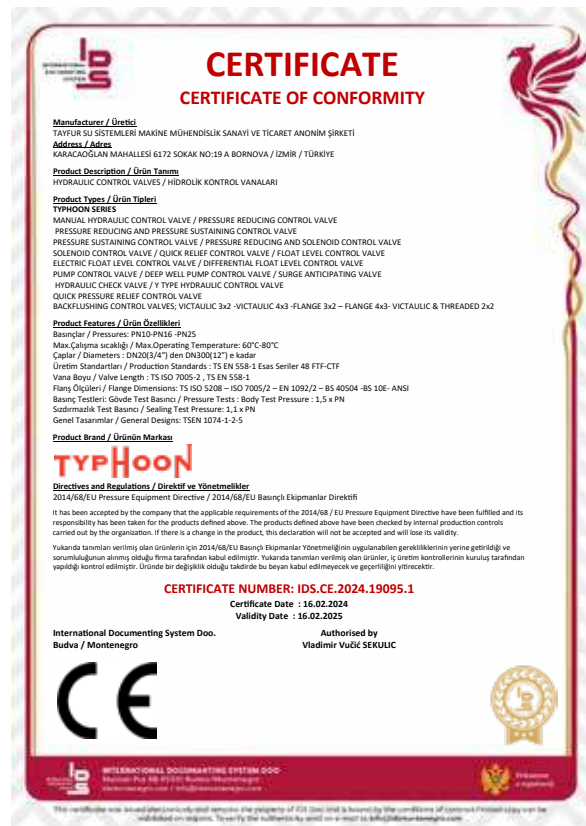 INTERNATIONAL
DOCUMENTING
SYSTEM
IDS
CERTIFICATE
CERTIFICATE OF CONFORMITY
Manufacturer / Üretici
TAYFUR SU SİSTEMLERİ MAKİNE MÜHENDİSLİK SANAYİ VE TİCARET ANONİM ŞİRKETİ
Address / Adres
KARACAOĞLAN MAHALLESİ 6172 SOKAK NO:19 A BORNOVA / İZMİR / TÜRKİYE
Product Description / Ürün Tanımı
HYDRAULIC CONTROL VALVES / HİDROLİK KONTROL VANALARI
Product Types / Ürün Tipleri
TYPHOON SERIES
MANUAL HYDRAULIC CONTROL VALVE / PRESSURE REDUCING CONTROL VALVE
PRESSURE REDUCING AND PRESSURE SUSTAINING CONTROL VALVE
PRESSURE SUSTAINING CONTROL VALVE / PRESSURE REDUCING AND SOLENOID CONTROL VALVE
SOLENOID CONTROL VALVE / QUICK RELIEF CONTROL VALVE / FLOAT LEVEL CONTROL VALVE
ELECTRIC FLOAT LEVEL CONTROL VALVE / DIFFERENTIAL FLOAT LEVEL CONTROL VALVE
PUMP CONTROL VALVE / DEEP WELL PUMP CONTROL VALVE / SURGE ANTICIPATING VALVE
HYDRAULIC CHECK VALVE / Y TYPE HYDRAULIC CONTROL VALVE
QUICK PRESSURE RELIEF CONTROL VALVE
BACKFLUSHING CONTROL VALVES; VICTAULIC 3x2 -VICTAULIC 4x3 -FLANGE 3x2 – FLANGE 4x3- VICTAULIC & THREADED 2x2
Product Features / Ürün Özellikleri
Basınçlar / Pressures: PN10-PN16 -PN25
Max.Çalışma sıcaklığı / Max.Operating Temperature: 60°C-80°C
Çaplar / Diameters : DN20(3/4") den DN300(12") e kadar
Üretim Standartları / Production Standards : TS EN 558-1 Esas Seriler 48 FTF-CTF
Vana Boyu / Valve Length : TS ISO 7005-2 , TS EN 558-1
Flanş Ölçüleri / Flange Dimensions: TS ISO 5208 – ISO 7005/2 – EN 1092/2 – BS 40504 -BS 10E- ANSI
Basınç Testleri: Gövde Test Basıncı / Pressure Tests : Body Test Pressure : 1,5 x PN
Sızdırmazlık Test Basıncı / Sealing Test Pressure: 1,1 x PN
Genel Tasarımlar / General Designs: TSEN 1074-1-2-5
Product Brand / Ürünün Markası
TYPHOON
Directives and Regulations / Direktif ve Yönetmelikler
2014/68/EU Pressure Equipment Directive / 2014/68/EU Basınçlı Ekipmanlar Direktifi
It has been accepted by the company that the applicable requirements of the 2014/68 / EU Pressure Equipment Directive have been fulfilled and its
responsibility has been taken for the products defined above. The products defined above have been checked by internal production controls
carried out by the organization. If there is a change in the product, this declaration will not be accepted and will lose its validity.
Yukarıda tanımları verilmiş olan ürünlerin için 2014/68/EU Basınçlı Ekipmanlar Yönetmeliğinin uygulanabilen gerekliliklerinin yerine getirildiği ve
sorumluluğunun alınmış olduğu firma tarafından kabul edilmiştir. Yukarıda tanımları verilmiş olan ürünler, iç üretim kontrollerinin kuruluş tarafından
yapıldığı kontrol edilmiştir. Üründe bir değişiklik olduğu takdirde bu beyan kabul edilmeyecek ve geçerliliğini yitirecektir.
CERTIFICATE NUMBER: IDS.CE.2024.19095.1
Certificate Date : 16.02.2024
Validity Date : 16.02.2025
International Documenting System Doo.
Budva / Montenegro
Authorised by
Vladimir Vučić SEKULIC
CE
IDS
INTERNATIONAL DOCUMANTING SYSTEM DOO